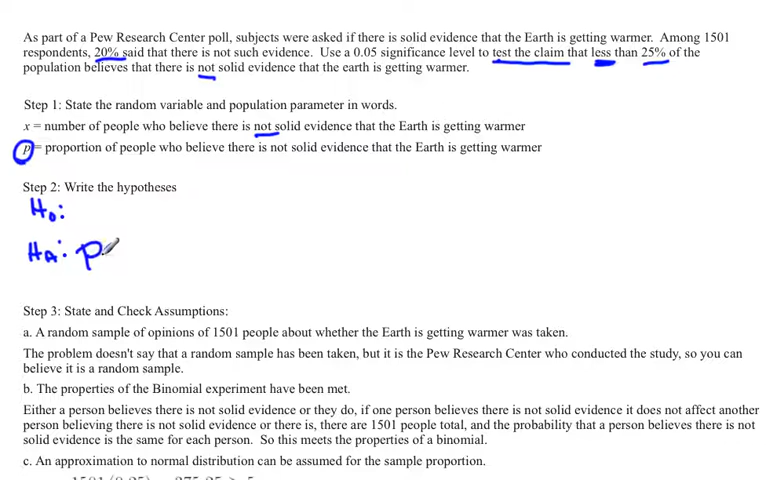 As part of a Pew Research Center poll, subjects were asked if there is solid evidence that the Earth is getting warmer. Among 1501
respondents, 20% said that there is not such evidence. Use a 0.05 significance level to test the claim that less than 25% of the
population believes that there is not solid evidence that the earth is getting warmer.
Step 1: State the random variable and population parameter in words.
x = number of people who believe there is not solid evidence that the Earth is getting warmer
p = proportion of people who believe there is not solid evidence that the Earth is getting warmer
Step 2: Write the hypotheses
H₀:
Hₐ: p
Step 3: State and Check Assumptions:
a. A random sample of opinions of 1501 people about whether the Earth is getting warmer was taken.
The problem doesn't say that a random sample has been taken, but it is the Pew Research Center who conducted the study, so you can
believe it is a random sample.
b. The properties of the Binomial experiment have been met.
Either a person believes there is not solid evidence or they do, if one person believes there is not solid evidence it does not affect another
person believing there is not solid evidence or there is, there are 1501 people total, and the probability that a person believes there is not
solid evidence is the same for each person. So this meets the properties of a binomial.
c. An approximation to normal distribution can be assumed for the sample proportion.